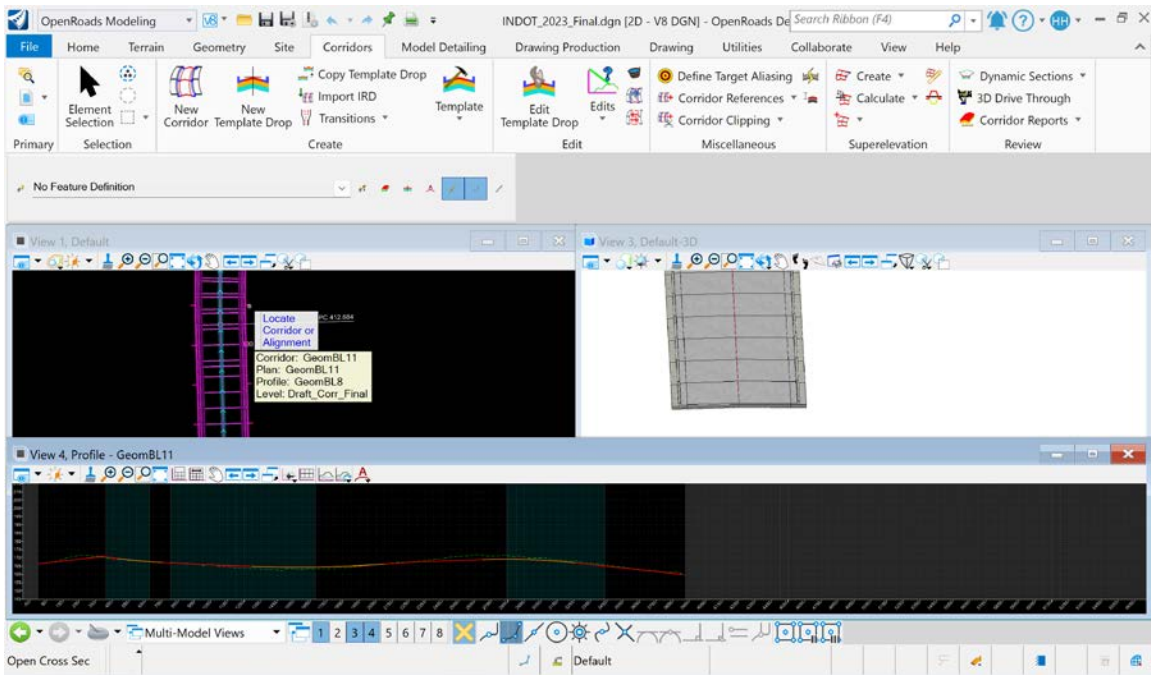 OpenRoads Modeling
INDOT_2023_Final.dgn [2D - V8 DGN] - OpenRoads De
Search Ribbon (F4)
HH
File Home Terrain Geometry Site Corridors Model Detailing Drawing Production Drawing Utilities Collaborate View Help
Element Selection
New Corridor
New Template Drop
Copy Template Drop
Import IRD
Transitions
Template
Edit Template Drop
Edits
Define Target Aliasing
Corridor References
Corridor Clipping
Create
Calculate
Dynamic Sections
3D Drive Through
Corridor Reports
Primary Selection Create Edit Miscellaneous Superelevation Review
No Feature Definition
View 1, Default
View 3, Default-3D
Locate
Corridor or
Alignment
Corridor: GeomBL11
Plan: GeomBL11
Profile: GeomBL8
Level: Draft_Corr_Final
View 4, Profile - GeomBL11
Multi-Model Views 1 2 3 4 5 6 7 8
Open Cross Sec
Default